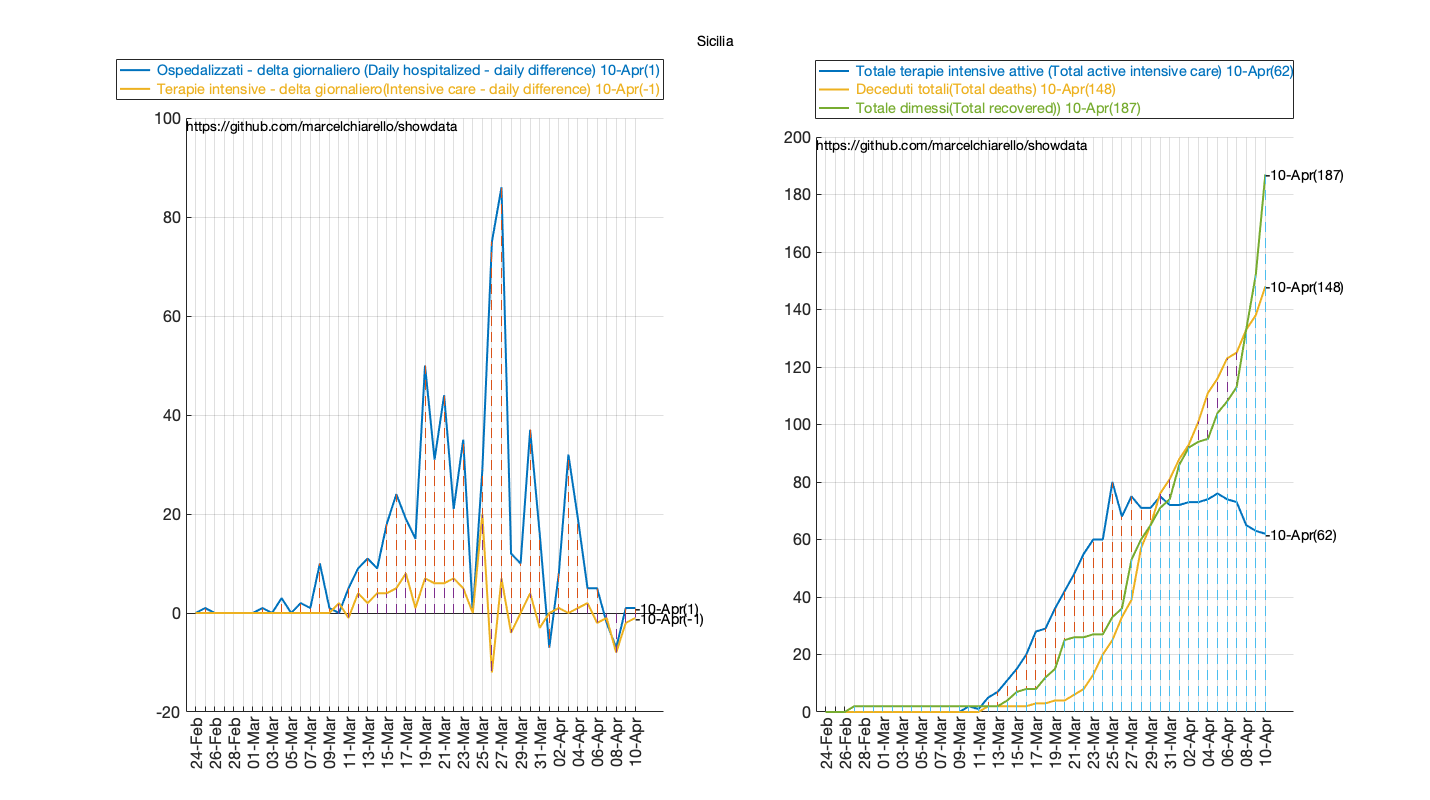 Sicilia
Ospedalizzati - delta giornaliero (Daily hospitalized - daily difference) 10-Apr(1)
Terapie intensive - delta giornaliero(Intensive care - daily difference) 10-Apr(-1)
100
https://github.com/marcelchiarello/showdata
80
60
40
20
0
-20
-10-Apr(1)
-10-Apr(-1)
24-Feb
26-Feb
28-Feb
01-Mar
03-Mar
05-Mar
07-Mar
09-Mar
11-Mar
13-Mar
15-Mar
17-Mar
19-Mar
21-Mar
23-Mar
25-Mar
27-Mar
29-Mar
31-Mar
02-Apr
04-Apr
06-Apr
08-Apr
10-Apr
Totale terapie intensive attive (Total active intensive care) 10-Apr(62)
Deceduti totali(Total deaths) 10-Apr(148)
Totale dimessi(Total recovered)) 10-Apr(187)
200
https://github.com/marcelchiarello/showdata
180
160
140
120
100
80
60
40
20
0
-10-Apr(187)
-10-Apr(148)
-10-Apr(62)
24-Feb
26-Feb
28-Feb
01-Mar
03-Mar
05-Mar
07-Mar
09-Mar
11-Mar
13-Mar
15-Mar
17-Mar
19-Mar
21-Mar
23-Mar
25-Mar
27-Mar
29-Mar
31-Mar
02-Apr
04-Apr
06-Apr
08-Apr
10-Apr